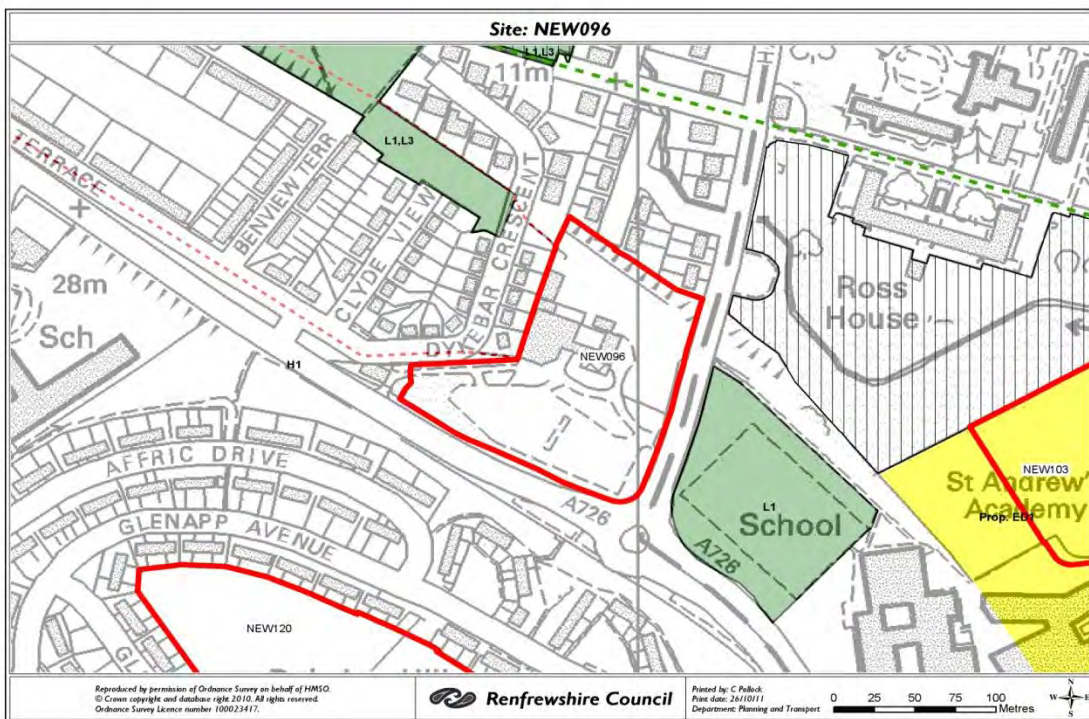 Site: NEW096
L1,L3
11m
H
L1,L3
TERRACE
BENVIEW TERR
CLYDE VIEW
DYKEBAR CRESCENT
28m
Sch
Ross
House
NEW096
H1
AFFRIC DRIVE
GLENAPP AVENUE
A726
L1
School
A726
NEW103
St Andrew'
Academy
Prop. ED1
NEW120
Reproduced by permission of Ordnance Survey on behalf of HMSO.
© Crown copyright and database right 2010. All rights reserved.
Ordnance Survey Licence number 100023417.
Renfrewshire Council
Printed by: C Pollock
Print date: 26/10/11
Department: Planning and Transport
0 25 50 75 100
Metres
N
W E
S